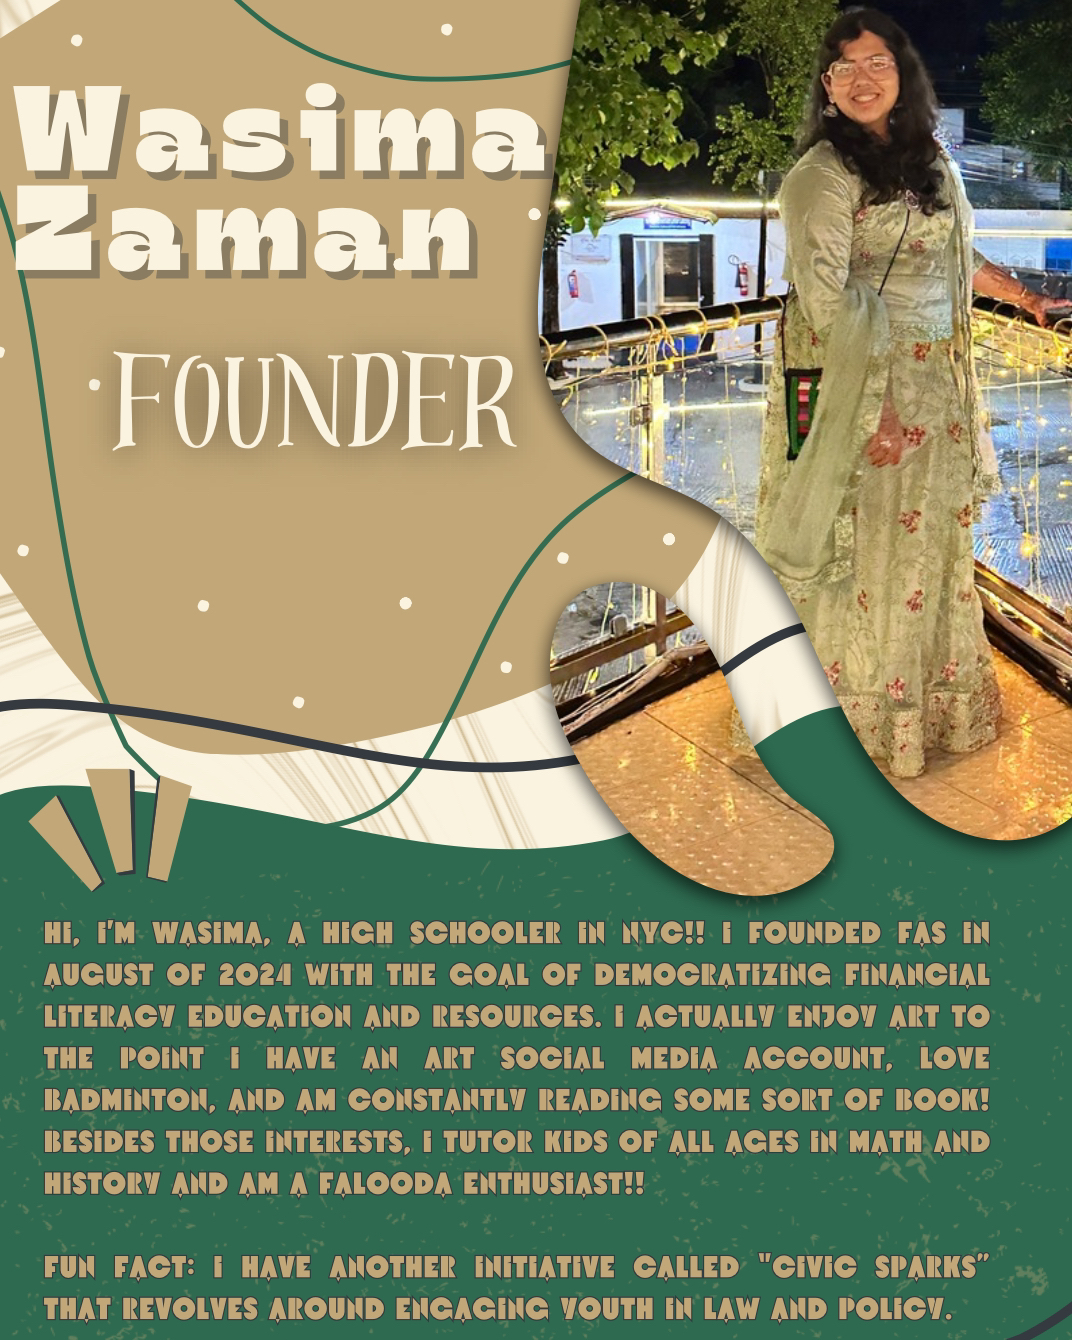 Wasima
Zaman
FOUNDER
HI, I'M WASIMA, A HIGH SCHOOLER IN NYC!! I FOUNDED FAS IN
AUGUST OF 2024 WITH THE GOAL OF DEMOCRATIZING FINANCIAL
LITERACY EDUCATION AND RESOURCES. I ACTUALLY ENJOY ART TO
THE POINT I HAVE AN ART SOCIAL MEDIA ACCOUNT, LOVE
BADMINTON, AND AM CONSTANTLY READING SOME SORT OF BOOK!
BESIDES THOSE INTERESTS, I TUTOR KIDS OF ALL AGES IN MATH AND
HISTORY AND AM A FALOODA ENTHUSIAST!!
FUN FACT: I HAVE ANOTHER INITIATIVE CALLED "CIVIC SPARKS"
THAT REVOLVES AROUND ENGAGING YOUTH IN LAW AND POLICY.